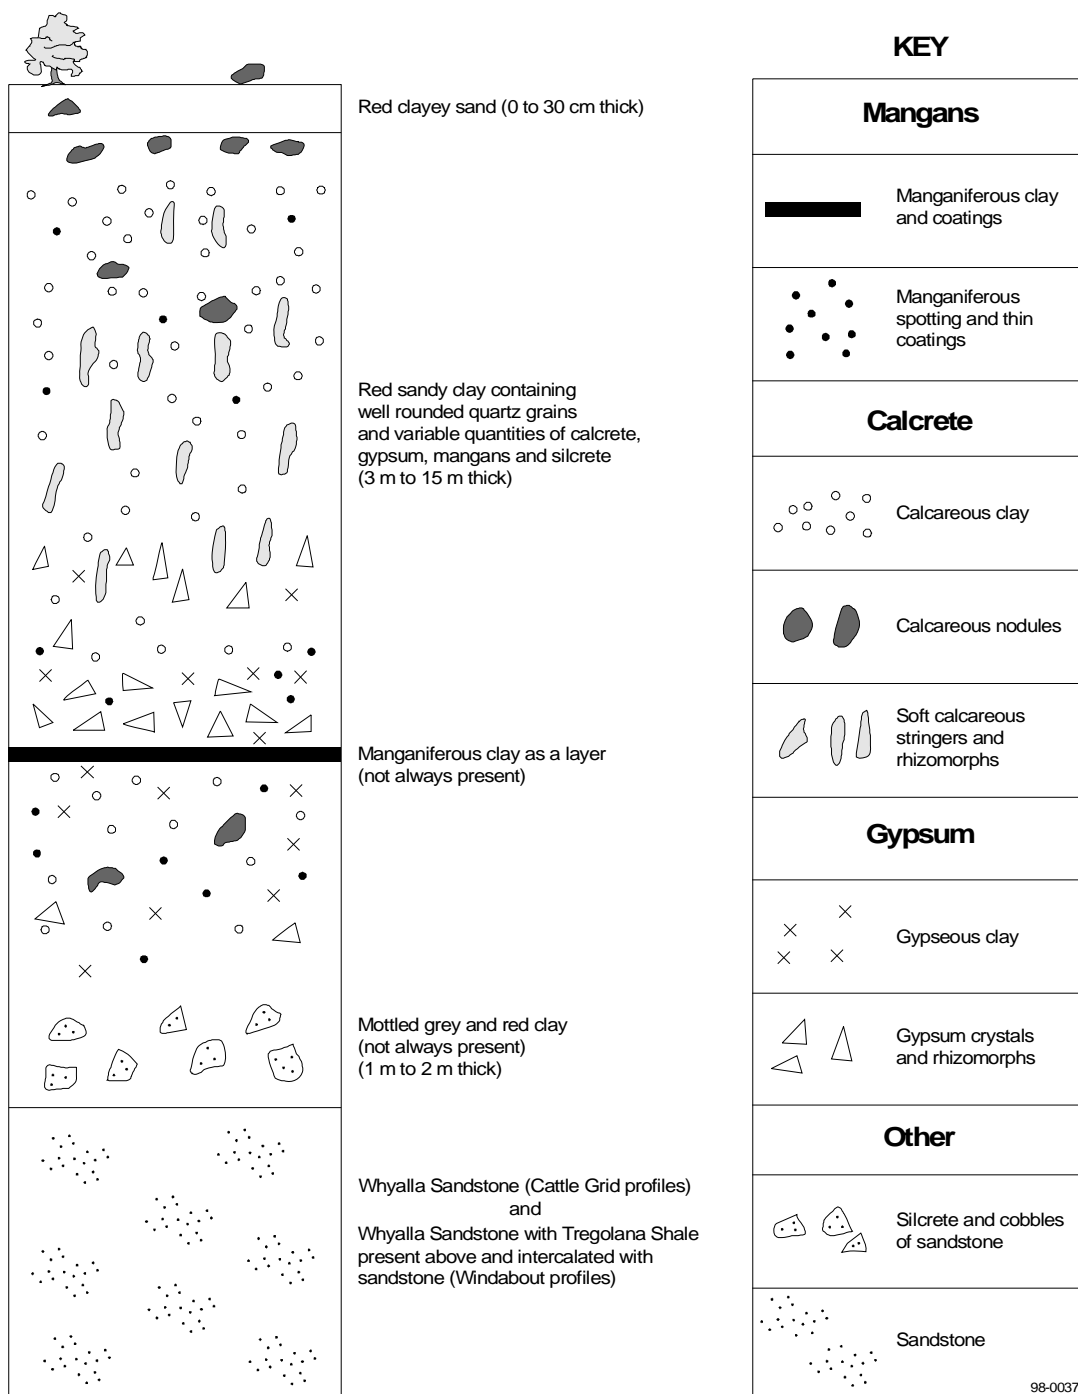 Red clayey sand (0 to 30 cm thick)
Red sandy clay containing
well rounded quartz grains
and variable quantities of calcrete,
gypsum, mangans and silcrete
(3 m to 15 m thick)
Manganiferous clay as a layer
(not always present)
Mottled grey and red clay
(not always present)
(1 m to 2 m thick)
Whyalla Sandstone (Cattle Grid profiles)
and
Whyalla Sandstone with Tregolana Shale
present above and intercalated with
sandstone (Windabout profiles)
KEY
Mangans
Manganiferous clay
and coatings
Manganiferous
spotting and thin
coatings
Calcrete
Calcareous clay
Calcareous nodules
Soft calcareous
stringers and
rhizomorphs
Gypsum
Gypseous clay
Gypsum crystals
and rhizomorphs
Other
Silcrete and cobbles
of sandstone
Sandstone
98-0037